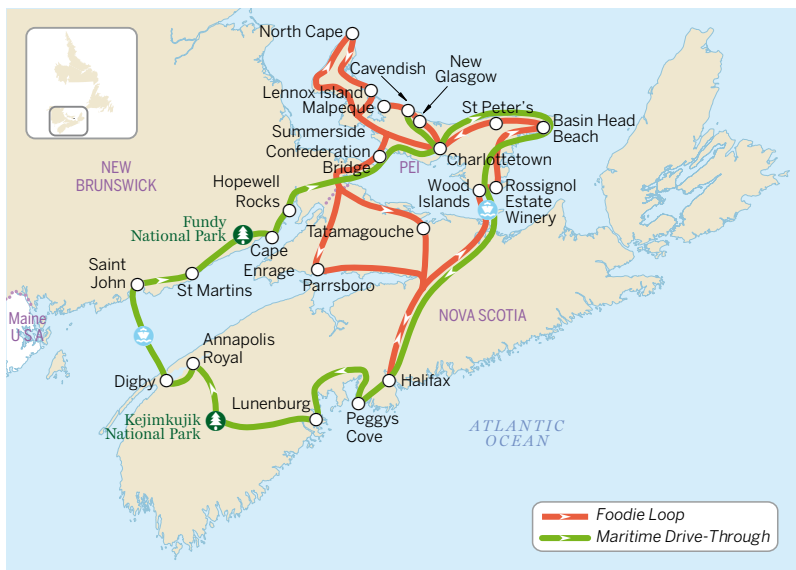 North Cape
Cavendish
New
Glasgow
Lennox Island
Malpeque
St Peter's
Basin Head
Beach
Summerside
Confederation
Bridge
PEI
Charlottetown
NEW
BRUNSWICK
Hopewell
Rocks
Wood
Islands
Rossignol
Estate
Winery
Fundy
National Park
Tatamagouche
Cape
Enrage
Saint
John
St Martins
Parrsboro
Maine
USA
NOVA SCOTIA
Annapolis
Royal
Digby
Halifax
Lunenburg
Kejimkujik
National Park
Peggys
Cove
ATLANTIC
OCEAN
Foodie Loop
Maritime Drive-Through